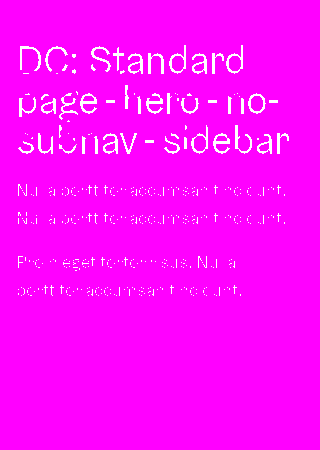 DC: Standard
page - hero - no-
subnav - sidebar
Nulla porttitor accumsan tincidunt.
Nulla porttitor accumsan tincidunt.
Proin eget tortor risus. Nulla
porttitor accumsan tincidunt.